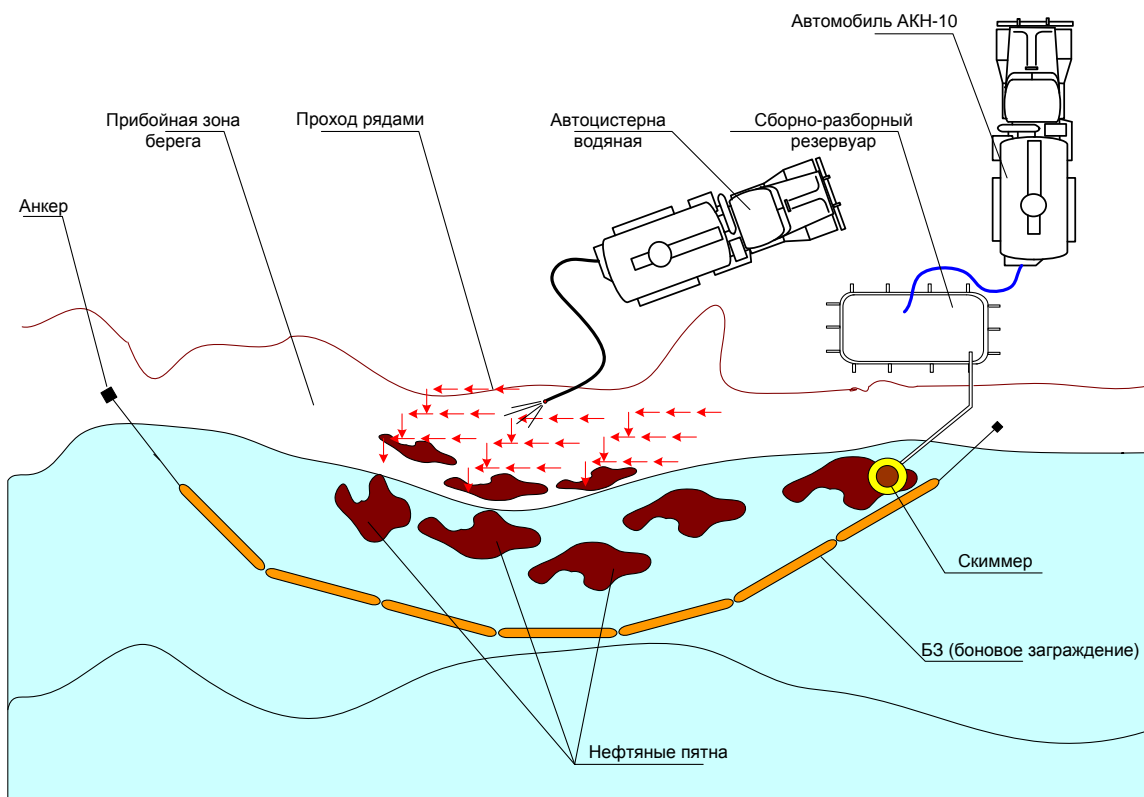 Автомобиль АКН-10
Прибойная зона
берега
Проход рядами
Автоцистерна
водяная
Сборно-разборный
резервуар
Анкер
Скиммер
БЗ (боновое заграждение)
Нефтяные пятна